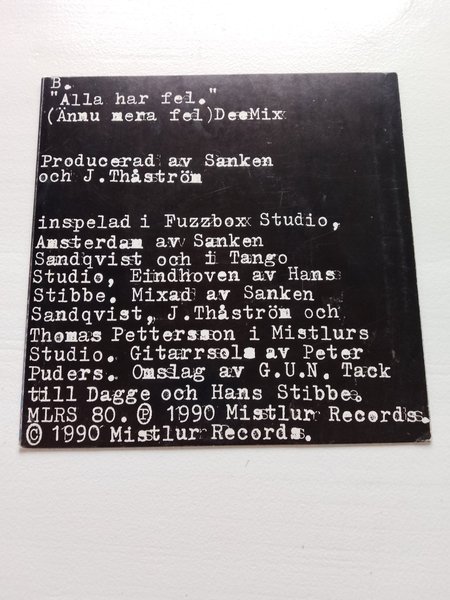 B.
"Alla har fel."
(Ännu mera fel)DeeMix
Producerad av Sanken
och J.Thåström
inspelad i Fuzzbox Studio,
Amsterdam av Sanken
Sandqvist och i Tango
Studio, Eindhoven av Hans
Stibbe. Mixad av Sanken
Sandqvist, J.Thåström och
Thomas Pettersson i Mistlurs
Studio. Gitarrsolo av Peter
Puders. Omslag av G.U.N. Tack
till Dagge och Hans Stibbe.
MLRS 80. ℗ 1990 Mistlur Records.
© 1990 Mistlur Records.